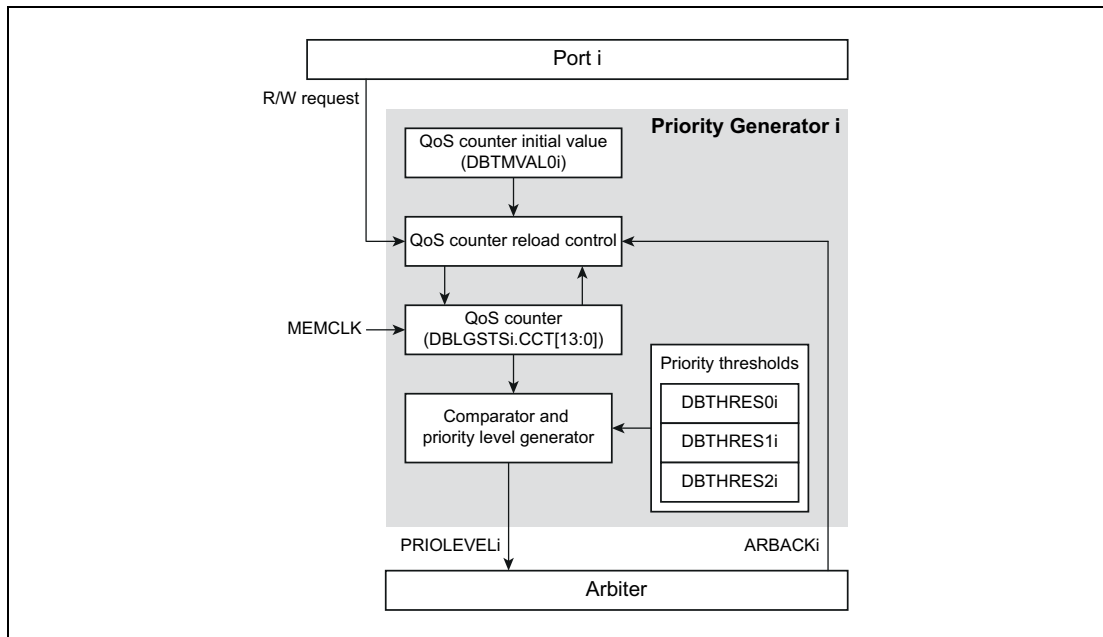 Port i
R/W request
Priority Generator i
QoS counter initial value
(DBTMVAL0i)
QoS counter reload control
MEMCLK
QoS counter
(DBLGSTSi.CCT[13:0])
Priority thresholds
DBTHRES0i
DBTHRES1i
DBTHRES2i
Comparator and
priority level generator
PRIOLEVELi
ARBACKi
Arbiter